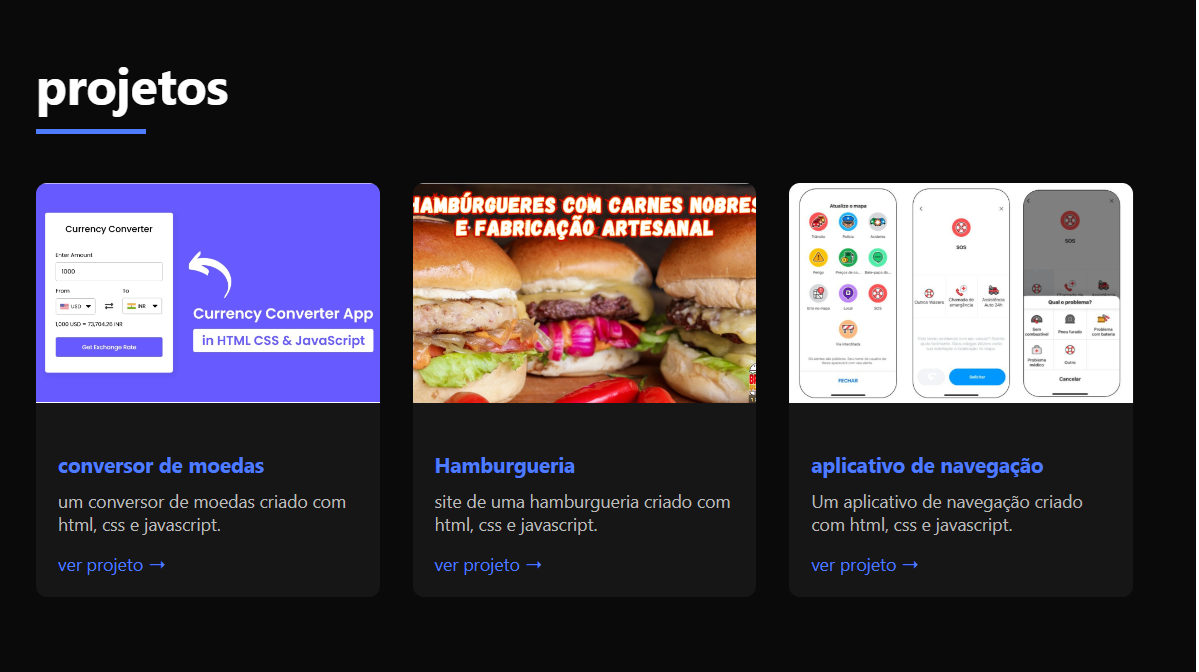 projetos
Currency Converter
Enter Amount
1000
From
To
USD
INR
1,000 USD = 73,704.26 INR
Get Exchange Rate
Currency Converter App
in HTML CSS & JavaScript
HAMBÚRGUERES COM CARNES NOBRES
E FABRICAÇÃO ARTESANAL
Atualize o mapa
Trânsito
Polícia
Acidente
Perigo
Preços de co...
Bate-papo do...
Erro no mapa
Local
SOS
Via interditada
FECHAR
SOS
Outros Wazers
Chamada de
emergência
Assistência
Auto 24h
Solicitar
SOS
Qual o problema?
Sem
combustível
Pneu furado
Problema
com bateria
Problema
médico
Outro
Cancelar
conversor de moedas
um conversor de moedas criado com
html, css e javascript.
ver projeto →
Hamburgueria
site de uma hamburgueria criado com
html, css e javascript.
ver projeto →
aplicativo de navegação
Um aplicativo de navegação criado
com html, css e javascript.
ver projeto →